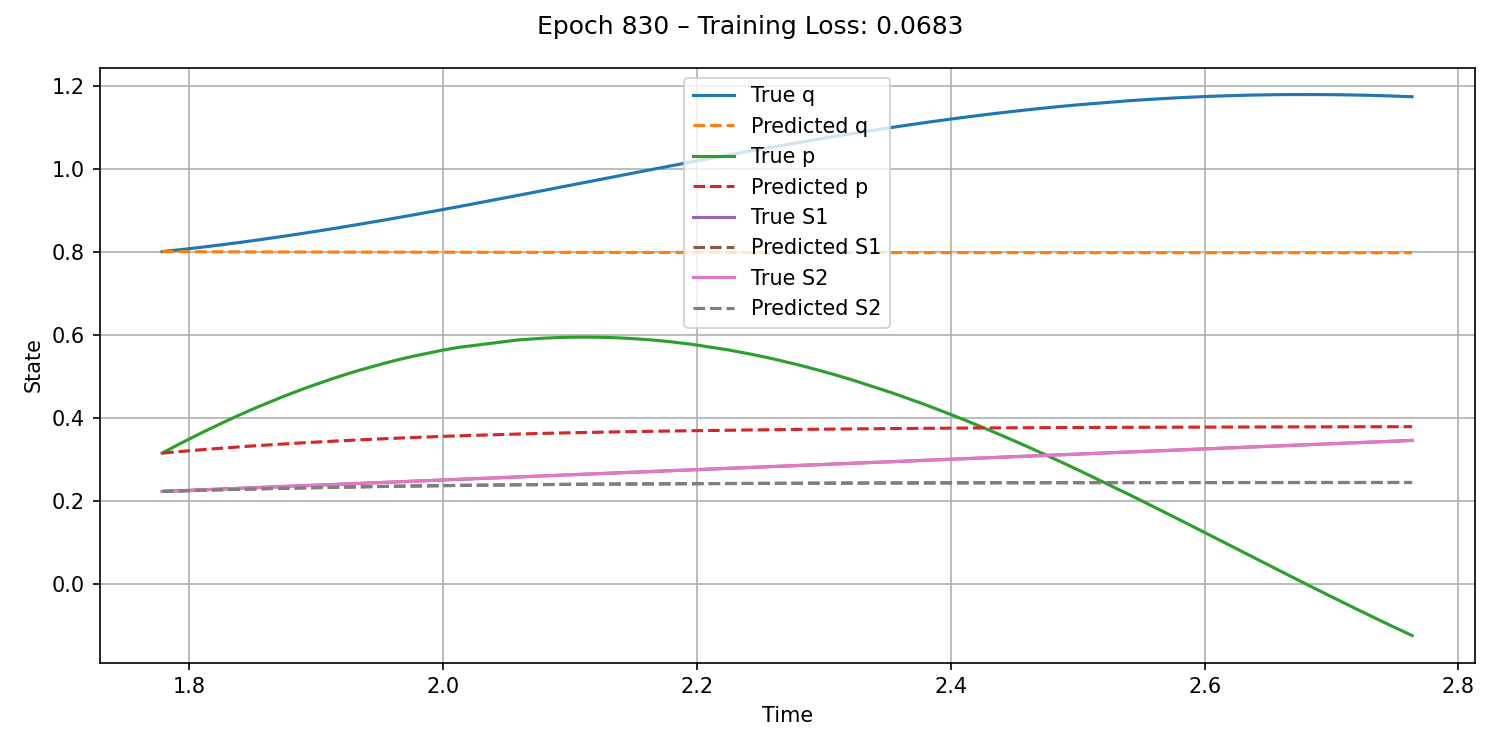 Epoch 830 – Training Loss: 0.0683
1.2
1.0
0.8
0.6
0.4
0.2
0.0
State
True q
Predicted q
True p
Predicted p
True S1
Predicted S1
True S2
Predicted S2
1.8 2.0 2.2 2.4 2.6 2.8
Time